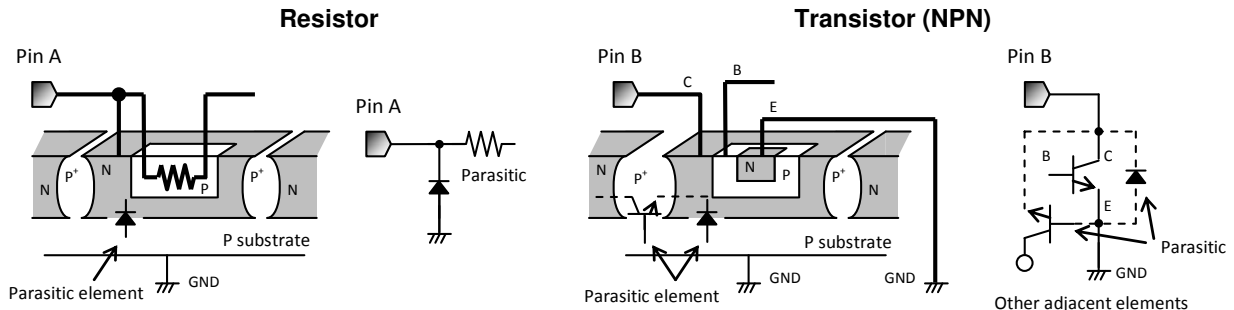 Resistor
Pin A
N
P+
N
P
P+
N
Parasitic element
P substrate
GND
Pin A
Parasitic
Transistor (NPN)
Pin B
C
B
E
N
P+
N
P
P+
N
P substrate
Parasitic element
GND
GND
Pin B
B
C
E
Parasitic
GND
Other adjacent elements